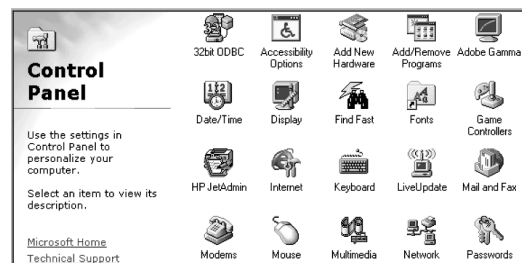 Control
Panel
Use the settings in
Control Panel to
personalize your
computer.
Select an item to view its
description.
Microsoft Home
Technical Support
32bit ODBC
Accessibility
Options
Add New
Hardware
Add/Remove
Programs
Adobe Gamma
Date/Time
Display
Find Fast
Fonts
Game
Controllers
HP JetAdmin
Internet
Keyboard
LiveUpdate
Mail and Fax
Modems
Mouse
Multimedia
Network
Passwords